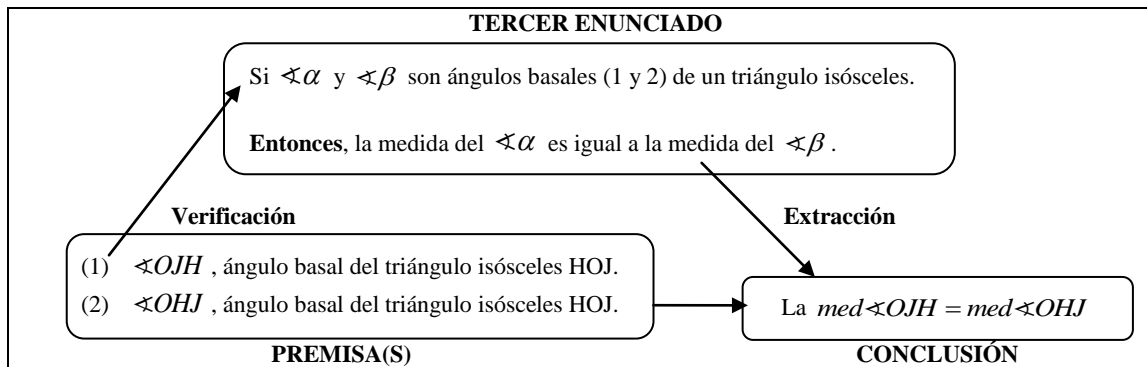 TERCER ENUNCIADO
Si ∢α y ∢β son ángulos basales (1 y 2) de un triángulo isósceles.
Entonces, la medida del ∢α es igual a la medida del ∢β.
Verificación
Extracción
(1) ∢OJH , ángulo basal del triángulo isósceles HOJ.
(2) ∢OHJ , ángulo basal del triángulo isósceles HOJ.
La med∢OJH = med∢OHJ
PREMISA(S)
CONCLUSIÓN